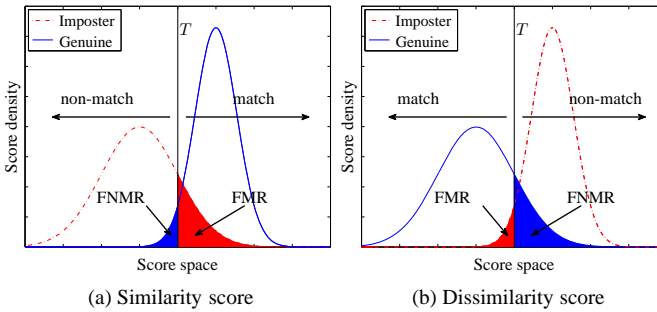 Imposter
Genuine
T
non-match
match
FNMR
FMR
Score density
Score space
(a) Similarity score
Imposter
Genuine
T
match
non-match
FMR
FNMR
Score density
Score space
(b) Dissimilarity score